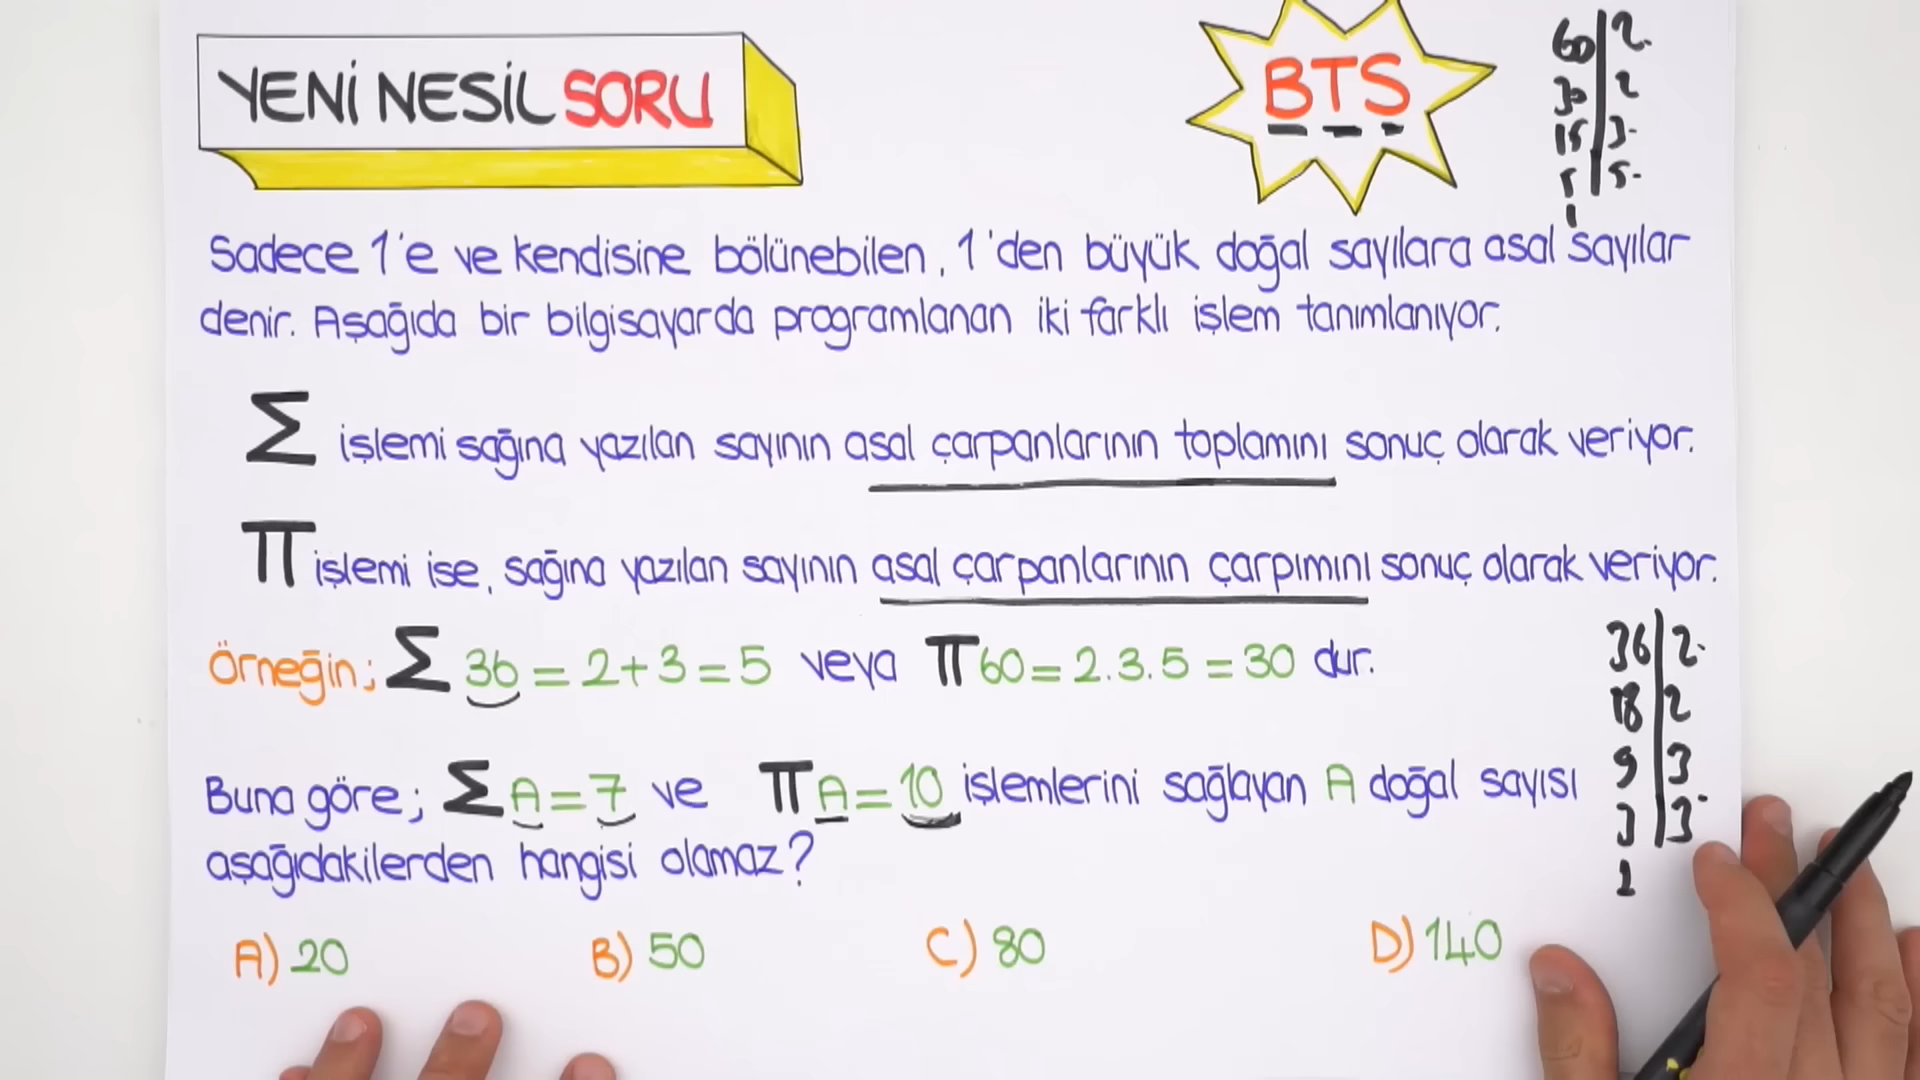 YENİ NESİL SORU
BTS
60 2
30 2
15 3
5 5
1
Sadece 1'e ve kendisine bölünebilen, 1'den büyük doğal sayılara asal sayılar
denir. Aşağıda bir bilgisayarda programlanan iki farklı işlem tanımlanıyor.
Σ işlemi sağına yazılan sayının asal çarpanlarının toplamını sonuç olarak veriyor.
Π işlemi ise, sağına yazılan sayının asal çarpanlarının çarpımını sonuç olarak veriyor.
Örneğin; Σ 36 = 2+3=5 veya Π 60 = 2.3.5 = 30 dur.
36 2
18 2
9 3
3 3
1
Buna göre; Σ A = 7 ve Π A = 10 işlemlerini sağlayan A doğal sayısı
aşağıdakilerden hangisi olamaz?
A) 20 B) 50 C) 80 D) 140